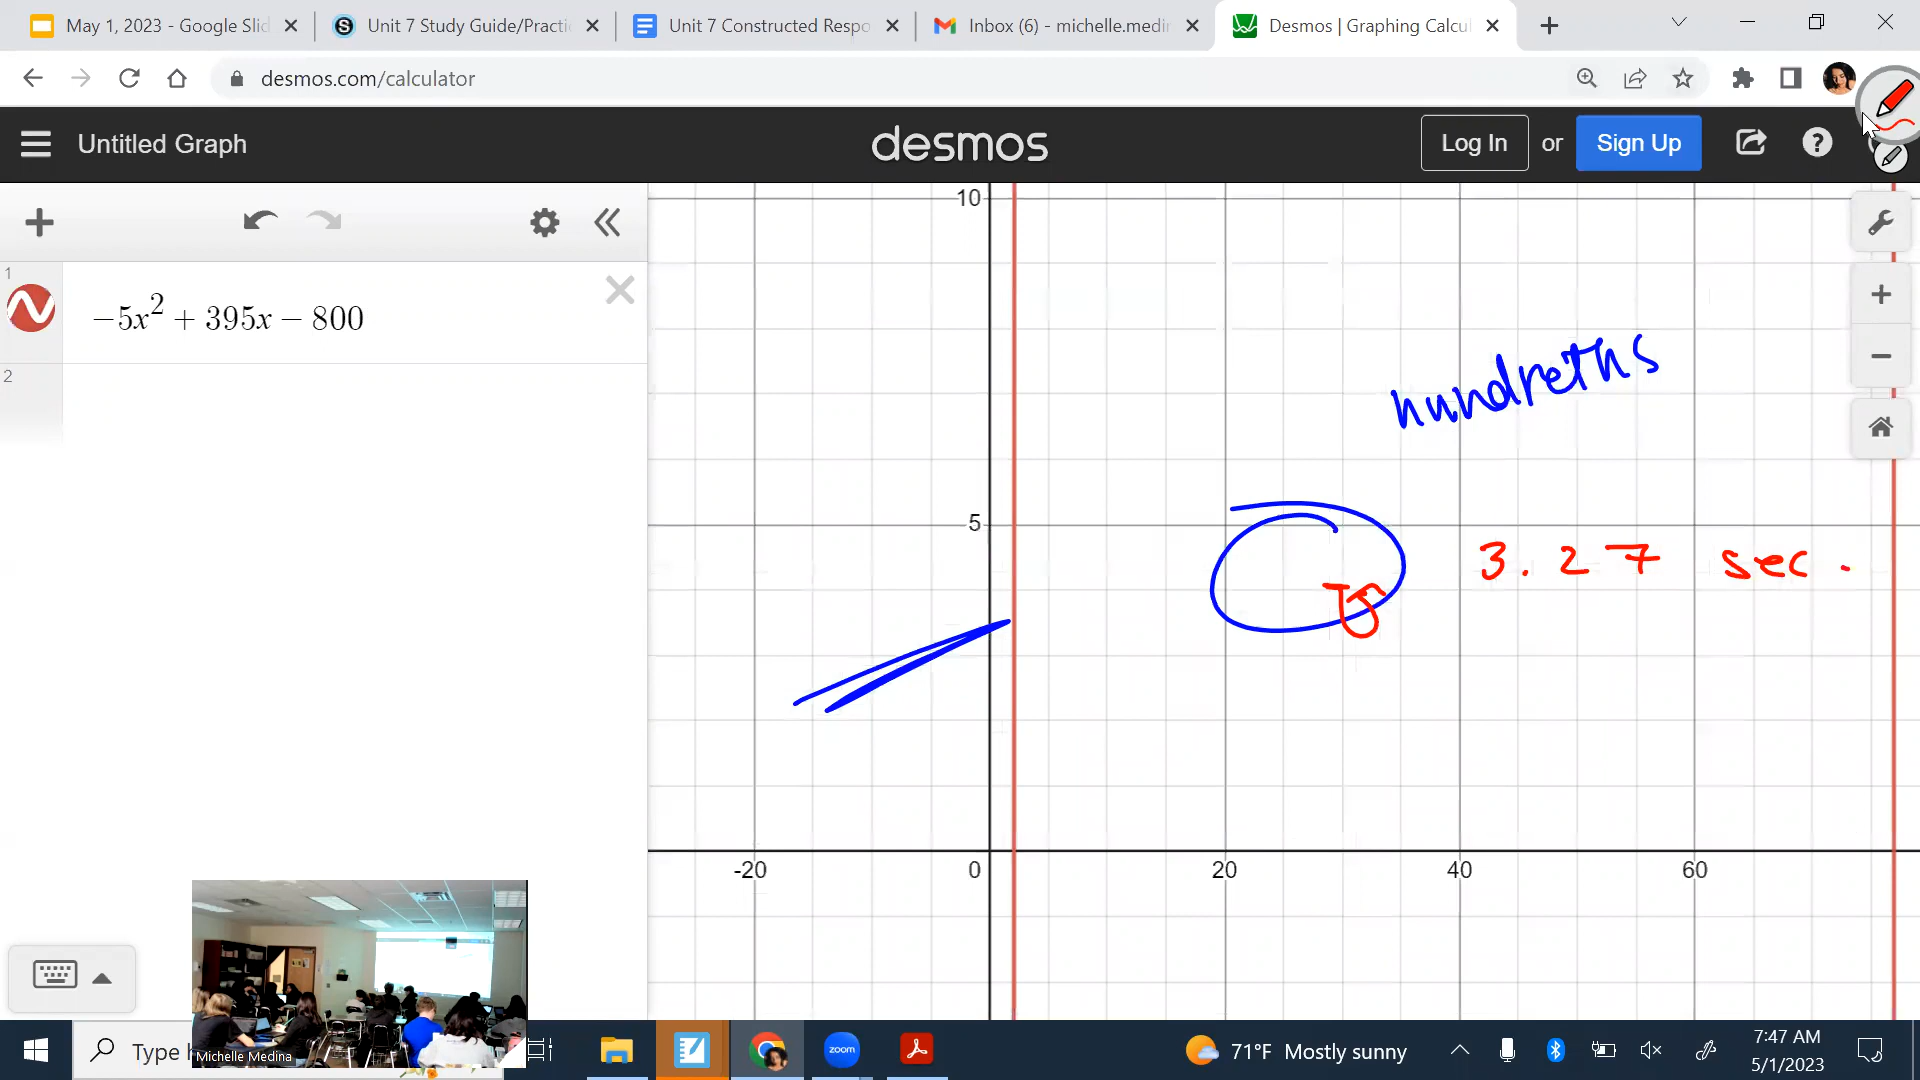 May 1, 2023 - Google Slid
Unit 7 Study Guide/Practi
Unit 7 Constructed Respo
Inbox (6) - michelle.medin
Desmos | Graphing Calcul
desmos.com/calculator
Untitled Graph
desmos
Log In or Sign Up
1
−5x² + 395x − 800
2
10
5
-20
0
20
40
60
hundreths
3.27 sec.
Michelle Medina
Type h
zoom
71°F Mostly sunny
7:47 AM
5/1/2023